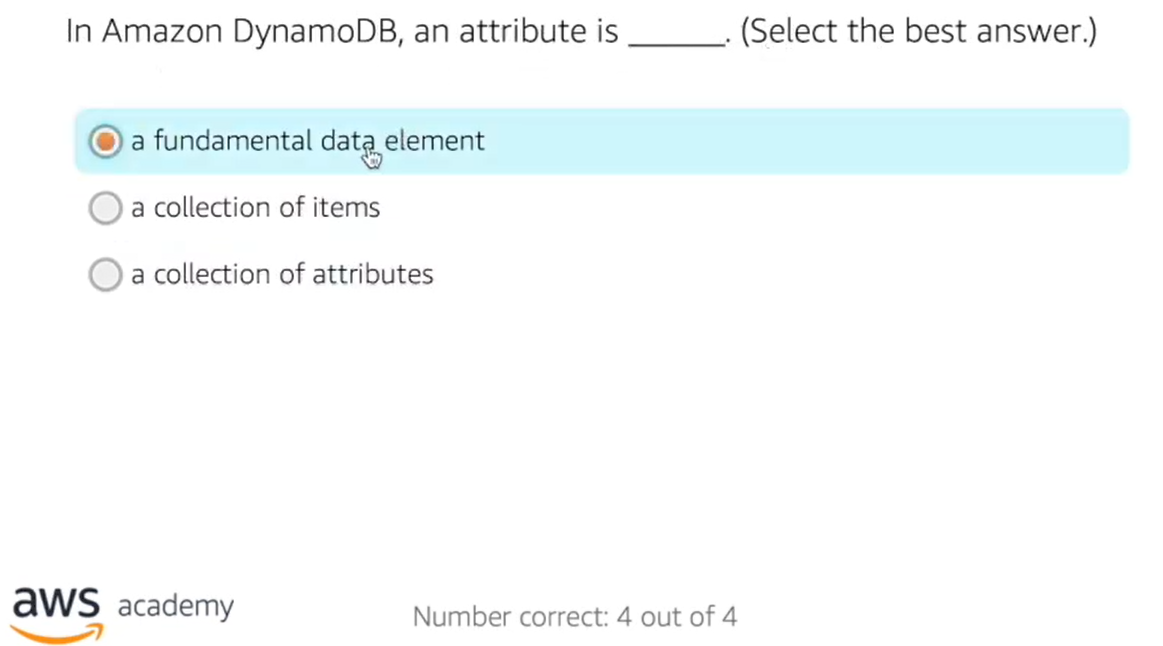 In Amazon DynamoDB, an attribute is ______. (Select the best answer.)
a fundamental data element
a collection of items
a collection of attributes
aws academy
Number correct: 4 out of 4